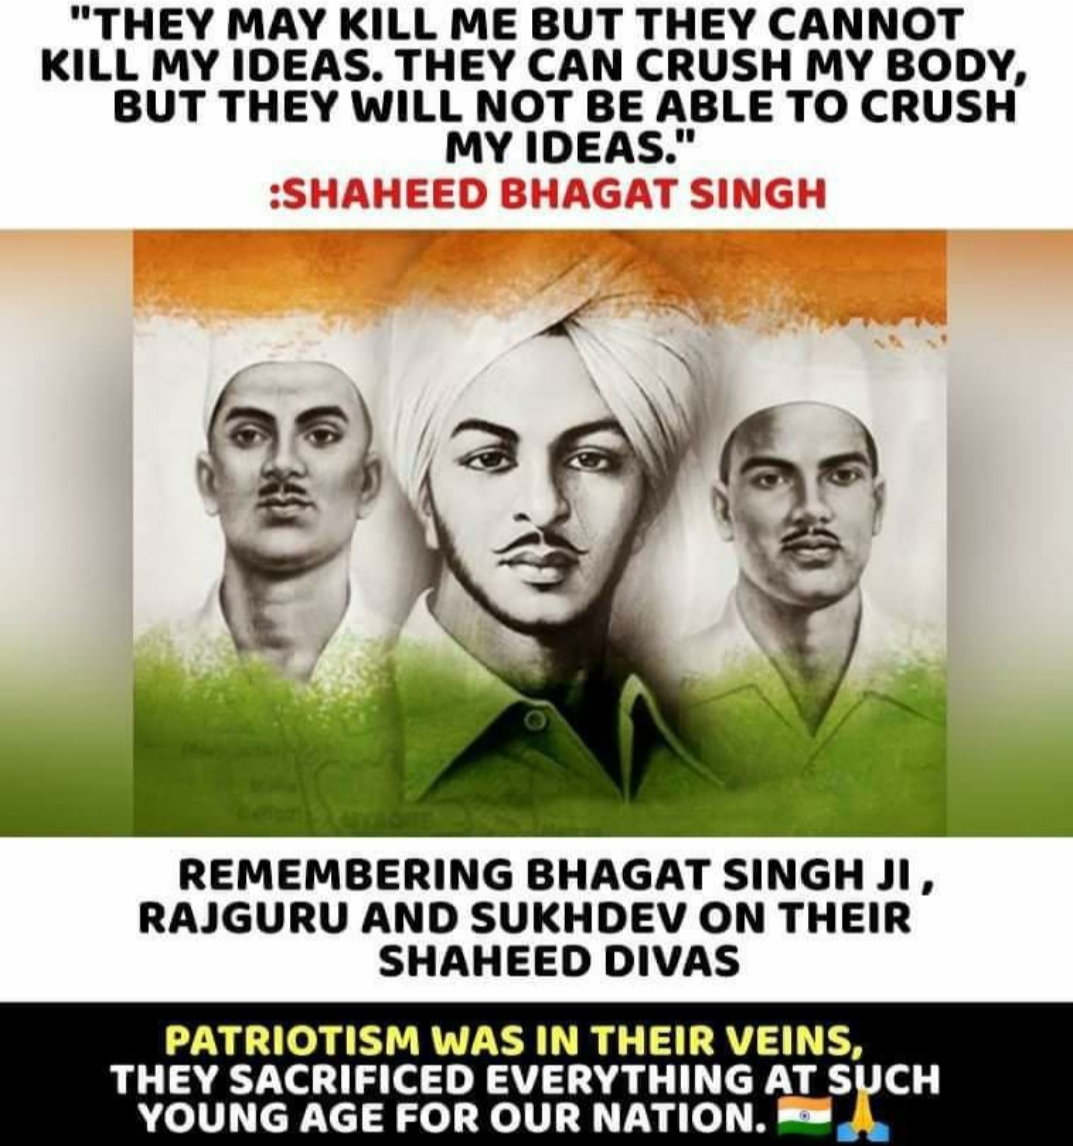 "THEY MAY KILL ME BUT THEY CANNOT
KILL MY IDEAS. THEY CAN CRUSH MY BODY,
BUT THEY WILL NOT BE ABLE TO CRUSH
MY IDEAS."
:SHAHEED BHAGAT SINGH
REMEMBERING BHAGAT SINGH JI ,
RAJGURU AND SUKHDEV ON THEIR
SHAHEED DIVAS
PATRIOTISM WAS IN THEIR VEINS,
THEY SACRIFICED EVERYTHING AT SUCH
YOUNG AGE FOR OUR NATION. 🇮🇳🙏